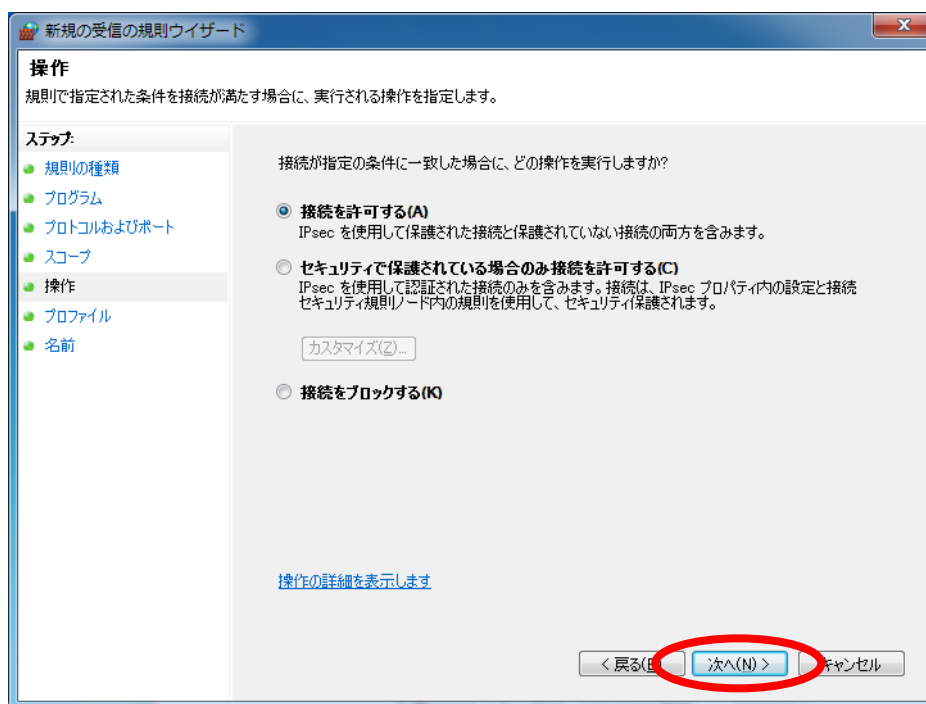 新規の受信の規則ウィザード
操作
規則で指定された条件を接続が満たす場合に、実行される操作を指定します。
ステップ:
規則の種類
プログラム
プロトコルおよびポート
スコープ
操作
プロファイル
名前
接続が指定の条件に一致した場合に、どの操作を実行しますか?
接続を許可する(A)
IPsec を使用して保護された接続と保護されていない接続の両方を含みます。
セキュリティで保護されている場合のみ接続を許可する(C)
IPsec を使用して認証された接続のみを含みます。接続は、IPsec プロパティ内の設定と接続
セキュリティ規則ノード内の規則を使用して、セキュリティ保護されます。
カスタマイズ(Z)...
接続をブロックする(K)
操作の詳細を表示します
< 戻る(B)
次へ(N) >
キャンセル